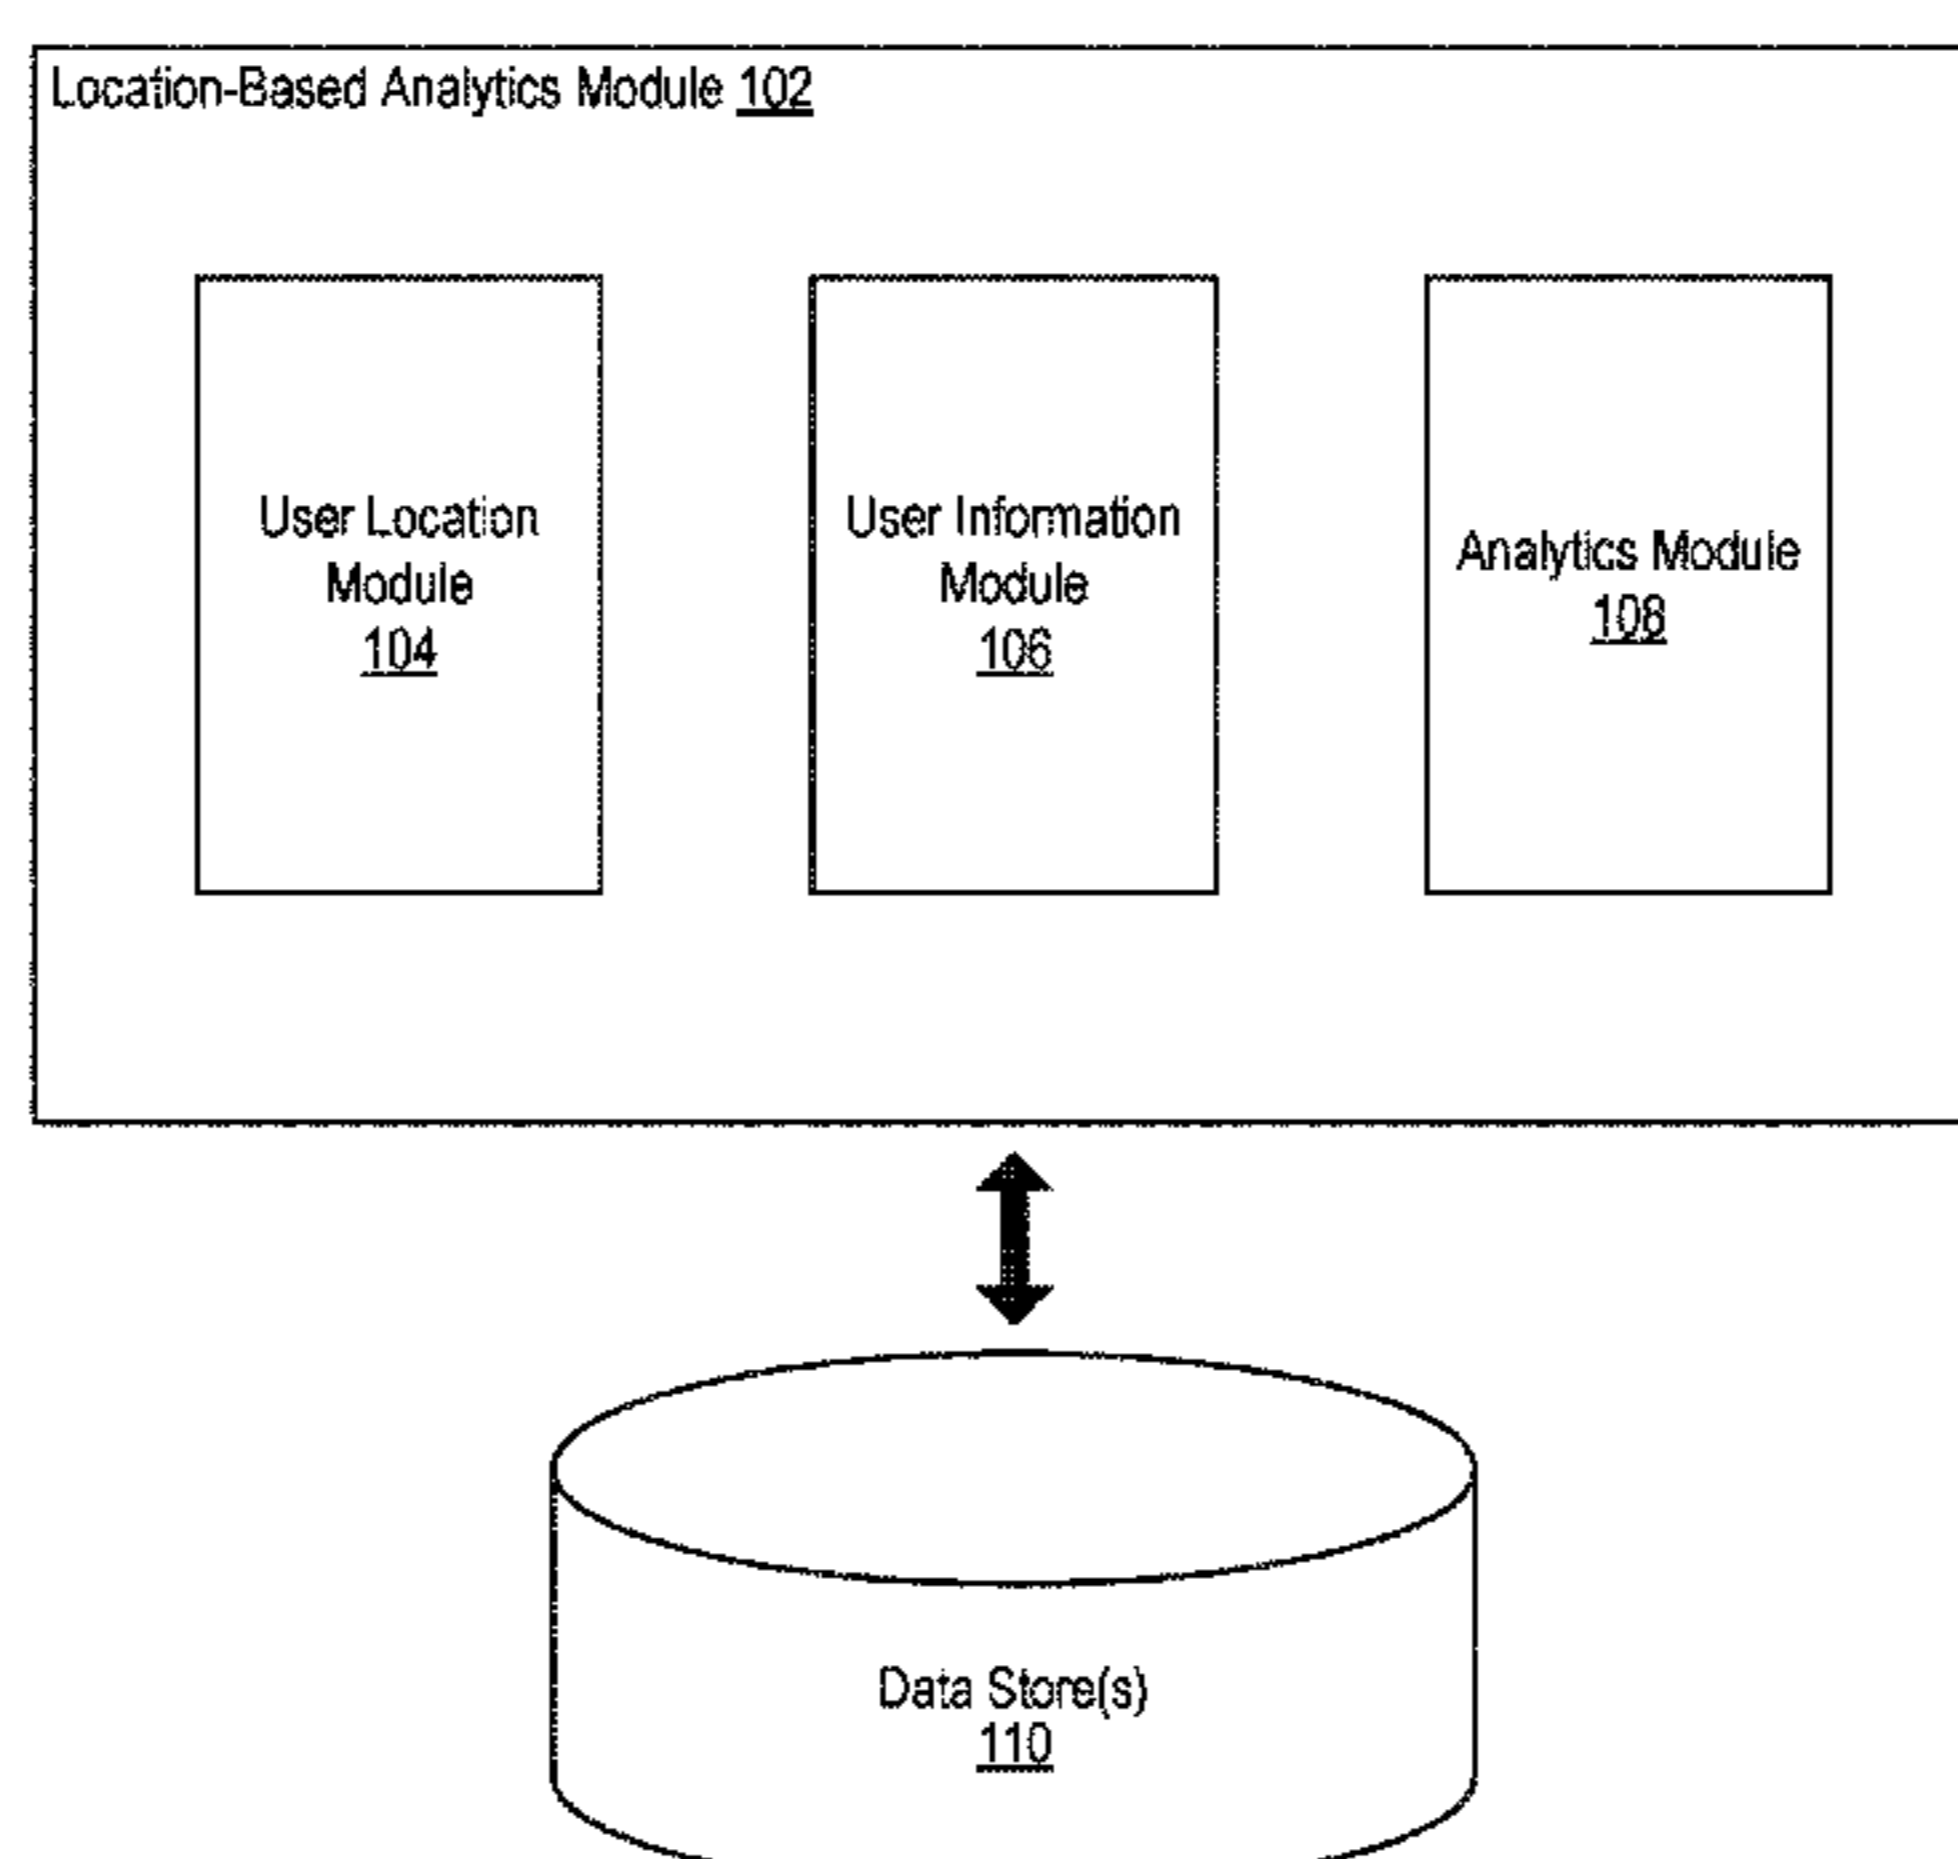 Location-Based Analytics Module 102
User Location
Module
104
User Information
Module
106
Analytics Module
108
Data Store(s)
110